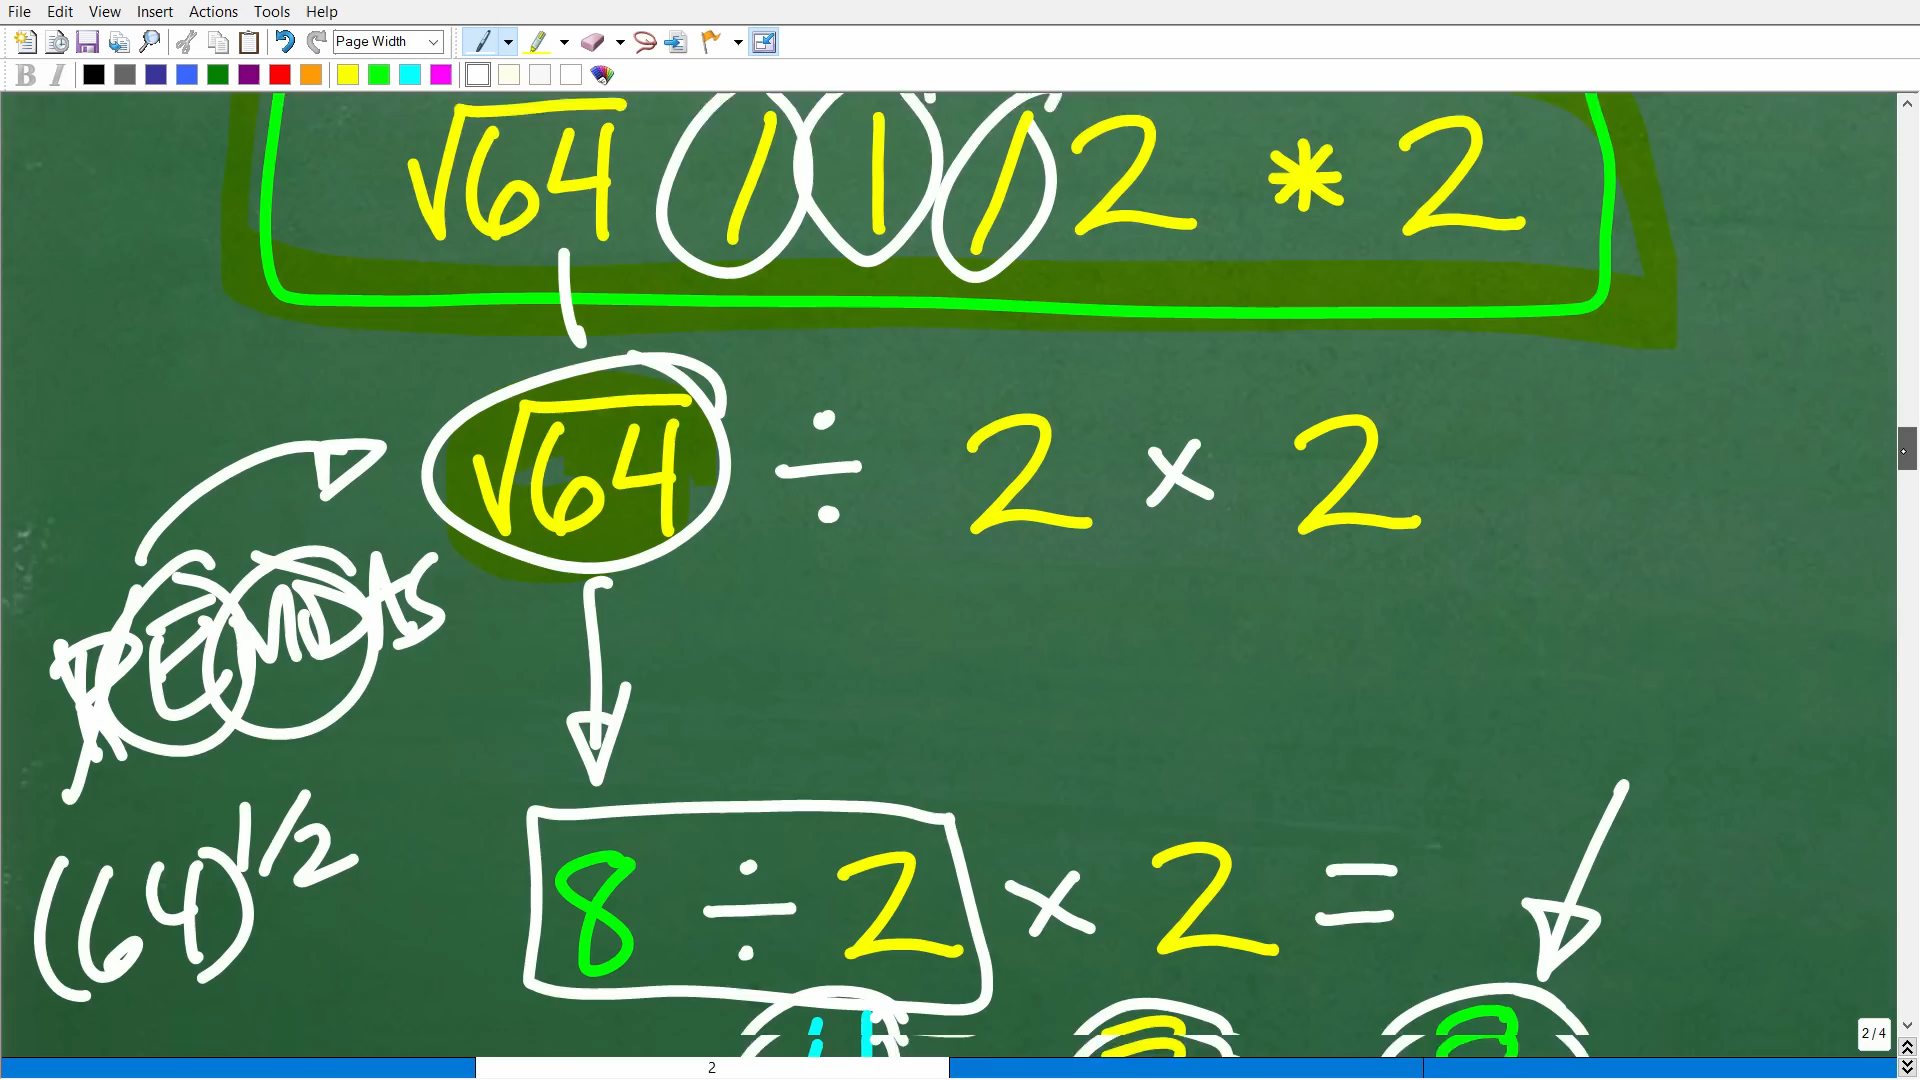 File Edit View Insert Actions Tools Help
Page Width
B I
√64 / 1 / 2 * 2
√64 ÷ 2 × 2
PEMDAS
(64)^1/2
8 ÷ 2 × 2 =
2 / 4
2